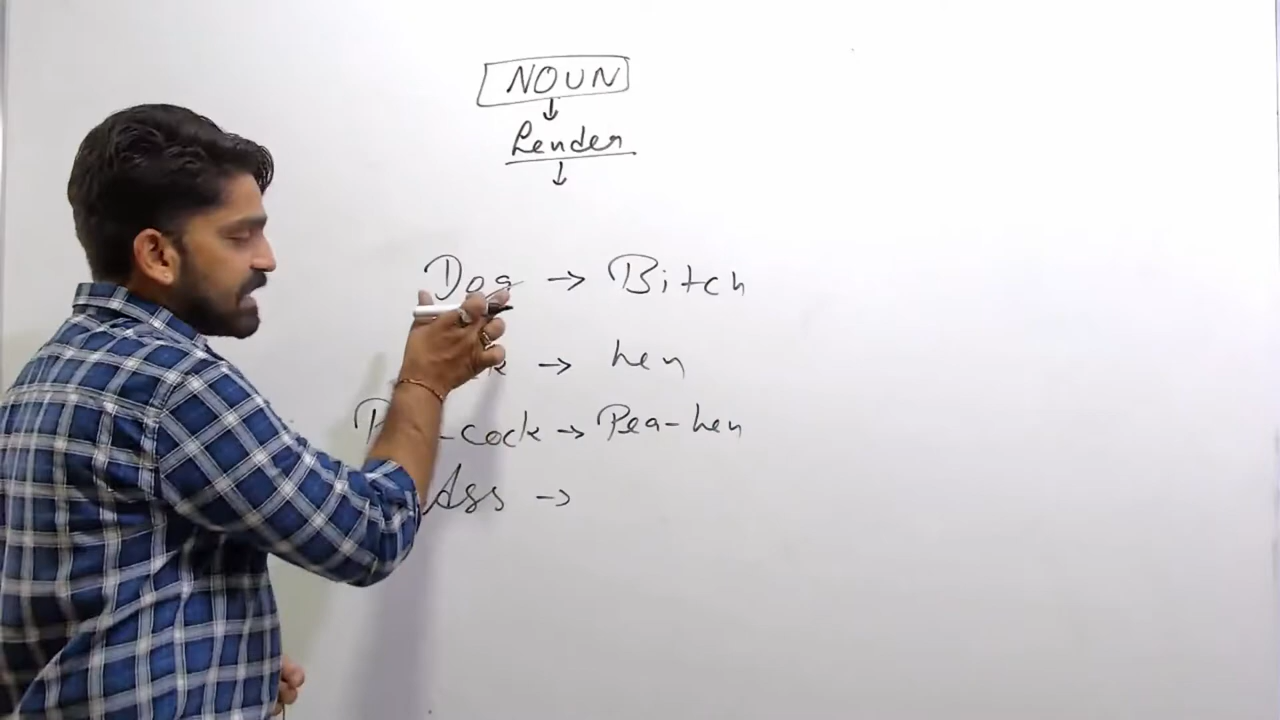 NOUN
↓
Gender
↓
Dog → Bitch
→ hen
-cock → Pea-hen
Ass →